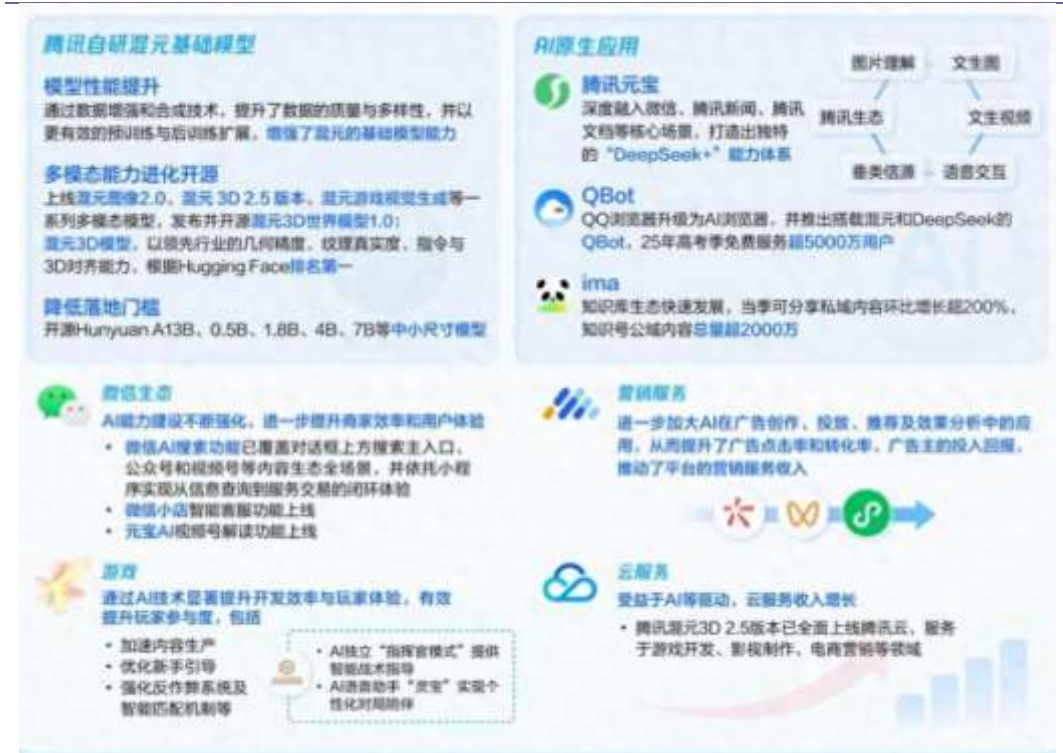 腾讯自研混元基础模型
模型性能提升
通过数据增强和合成技术，提升了数据的质量与多样性，并以
更有效的预训练与后训练扩展，增强了混元的基础模型能力
多模态能力进化开源
上线混元图像2.0、混元 3D 2.5 版本、混元游戏视觉生成等一
系列多模态模型，发布并开源混元3D世界模型1.0；
混元3D模型，以领先行业的几何精度，纹理真实度，指令与
3D对齐能力，根据Hugging Face排名第一
降低落地门槛
开源Hunyuan A13B、0.5B、1.8B、4B、7B等中小尺寸模型
AI原生应用
腾讯元宝
深度融入微信、腾讯新闻、腾讯
文档等核心场景，打造出独特
的“DeepSeek+”能力体系
图片理解
文生图
腾讯生态
文生视频
垂类信源
语音交互
QBot
QQ浏览器升级为AI浏览器，并推出搭载混元和DeepSeek的
QBot，25年高考季免费服务超5000万用户
ima
知识库生态快速发展，当季可分享私域内容环比增长超200%，
知识号公域内容总量超2000万
微信生态
AI能力建设不断强化，进一步提升商家效率和用户体验
• 微信AI搜索功能已覆盖对话框上方搜索主入口、
公众号和视频号等内容生态全场景，并依托小程
序实现从信息查询到服务交易的闭环体验
• 微信小店智能客服功能上线
• 元宝AI视频号解读功能上线
营销服务
进一步加大AI在广告创作、投放、推荐及效果分析中的应
用，从而提升了广告点击率和转化率、广告主的投入回报，
推动了平台的营销服务收入
游戏
通过AI技术显著提升开发效率与玩家体验，有效
提升玩家参与度，包括
• 加速内容生产
• 优化新手引导
• 强化反作弊系统及
智能匹配机制等
• AI独立“指挥官模式”提供
智能战术指导
• AI语音助手“灵宝”实现个
性化对局陪伴
云服务
受益于AI等驱动，云服务收入增长
• 腾讯混元3D 2.5版本已全面上线腾讯云，服务
于游戏开发、影视制作、电商营销等领域